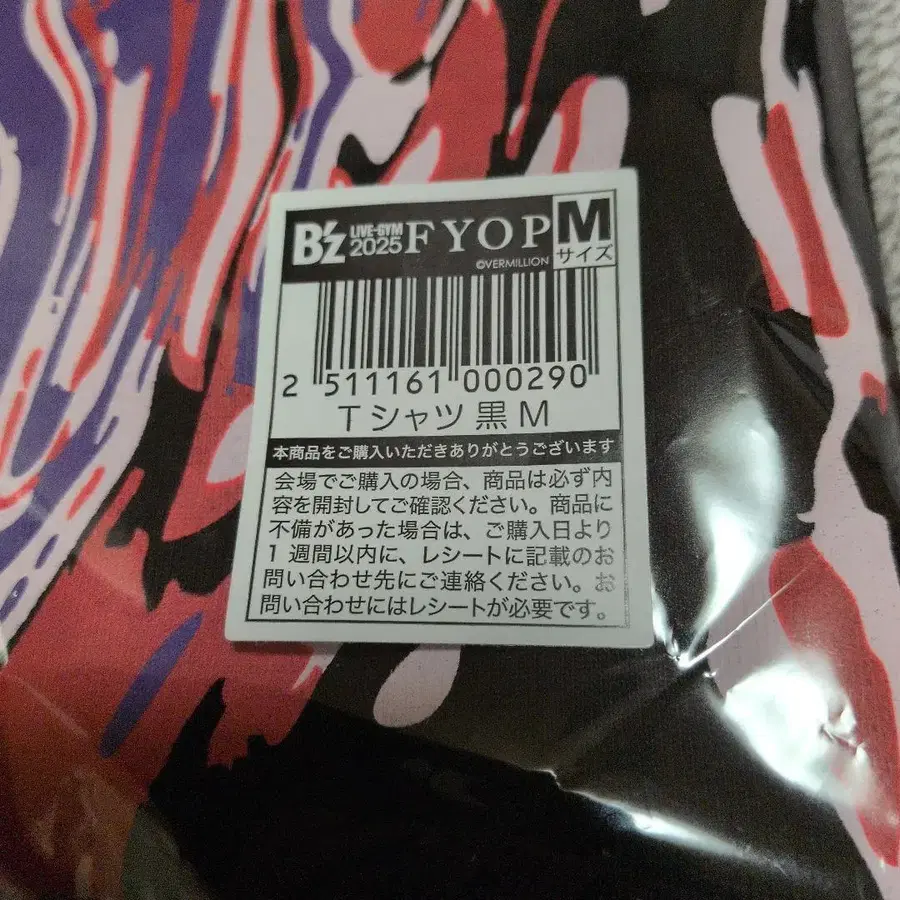 B'z LIVE-GYM 2025 FYOP M
©VERMILLION サイズ
2 511161 000290
Tシャツ 黒 M
本商品をご購入いただきありがとうございます
会場でご購入の場合、商品は必ず内
容を開封してご確認ください。商品に
不備があった場合は、ご購入日より
1週間以内に、レシートに記載のお
問い合わせ先にご連絡ください。お
問い合わせにはレシートが必要です。